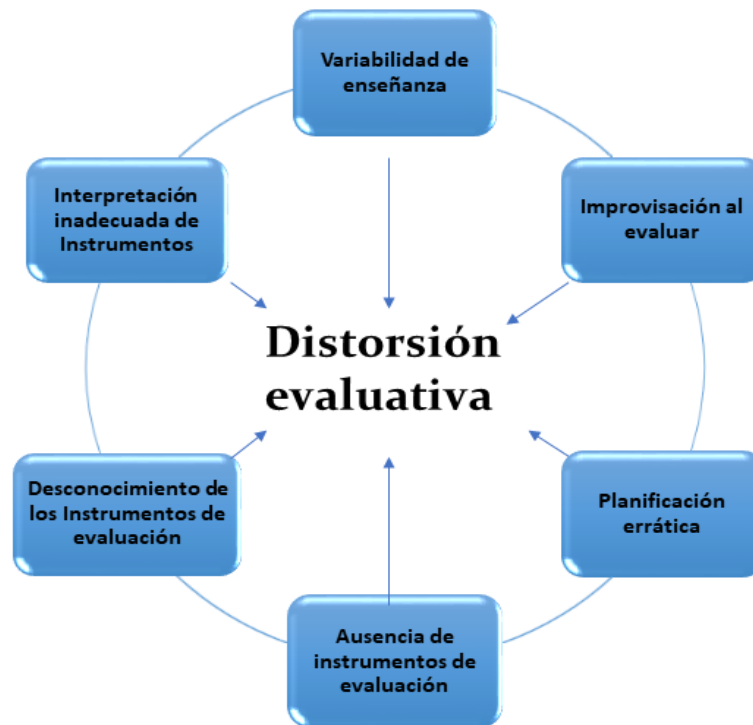 Variabilidad de
enseñanza
Interpretación
inadecuada de
Instrumentos
Improvisación al
evaluar
Distorsión
evaluativa
Desconocimiento de
los Instrumentos de
evaluación
Planificación
errática
Ausencia de
instrumentos de
evaluación